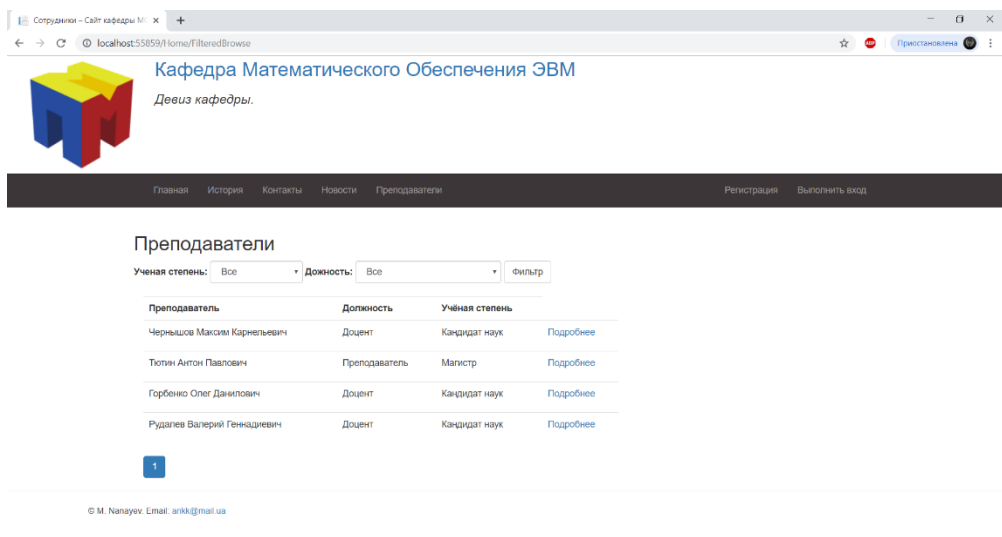 Сотрудники – Сайт кафедры М
localhost:55859/Home/FilteredBrowse
ABP
Приостановлена
Кафедра Математического Обеспечения ЭВМ
Девиз кафедры.
Главная История Контакты Новости Преподаватели Регистрация Выполнить вход
Преподаватели
Ученая степень: Все Дожность: Все Фильтр
Преподаватель Должность Учёная степень
Чернышов Максим Карнельевич Доцент Кандидат наук Подробнее
Тютин Антон Павлович Преподаватель Магистр Подробнее
Горбенко Олег Данилович Доцент Кандидат наук Подробнее
Рудалев Валерий Геннадиевич Доцент Кандидат наук Подробнее
1
© M. Nanayev. Email: ankk@mail.ua